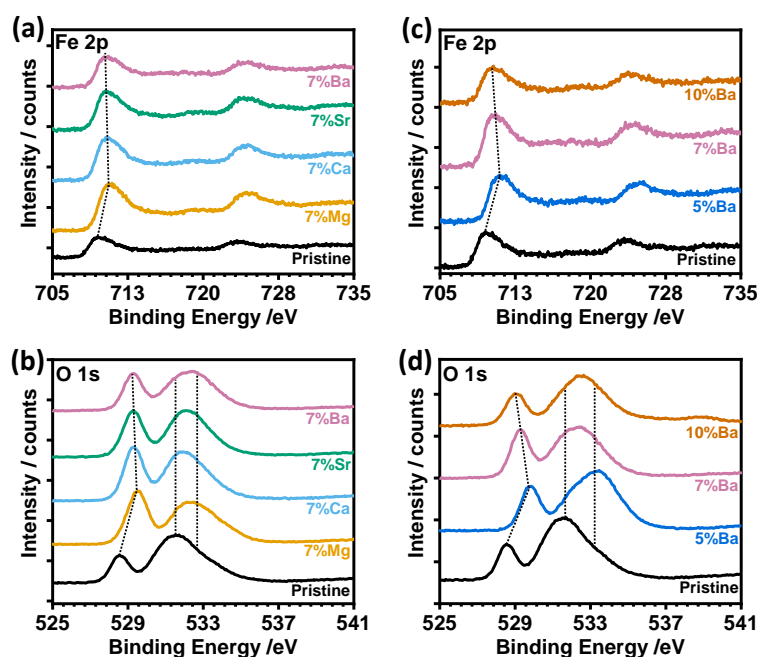 (a)
Fe 2p
7%Ba
7%Sr
7%Ca
7%Mg
Pristine
Intensity / counts
705 713 720 728 735
Binding Energy /eV
(c)
Fe 2p
10%Ba
7%Ba
5%Ba
Pristine
Intensity / counts
705 713 720 728 735
Binding Energy /eV
(b)
O 1s
7%Ba
7%Sr
7%Ca
7%Mg
Pristine
Intensity / counts
525 529 533 537 541
Binding Energy /eV
(d)
O 1s
10%Ba
7%Ba
5%Ba
Pristine
Intensity / counts
525 529 533 537 541
Binding Energy /eV